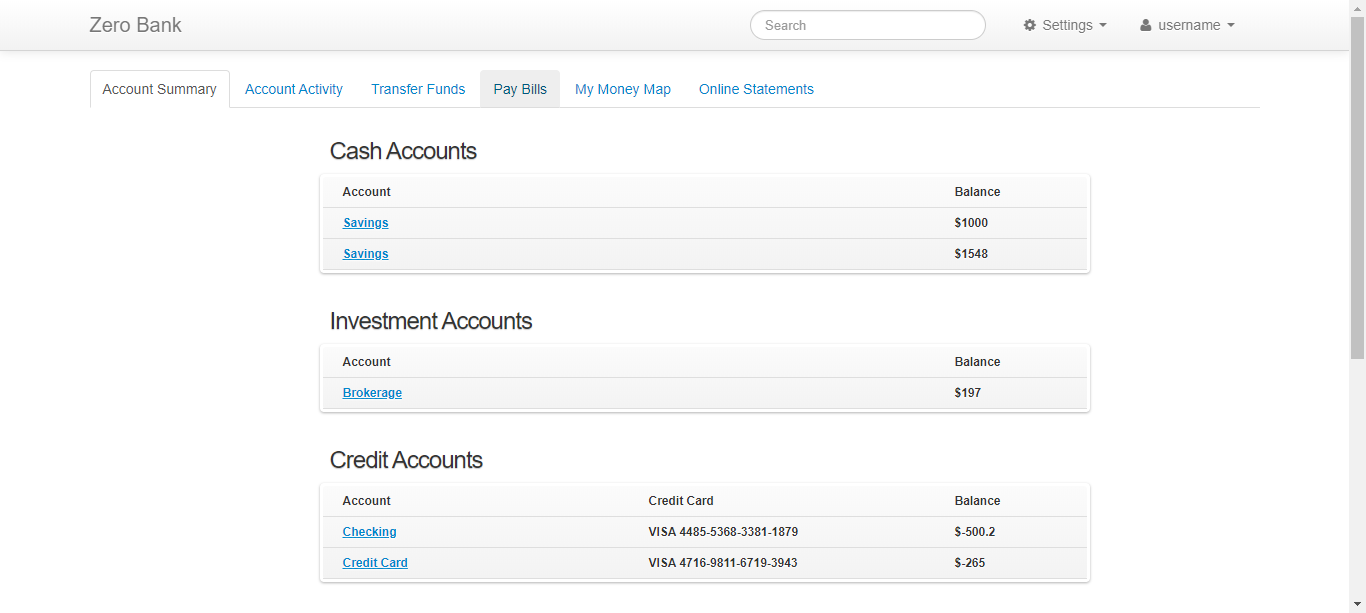 Zero Bank Search Settings username
Account Summary Account Activity Transfer Funds Pay Bills My Money Map Online Statements
Cash Accounts
Account Balance
Savings $1000
Savings $1548
Investment Accounts
Account Balance
Brokerage $197
Credit Accounts
Account Credit Card Balance
Checking VISA 4485-5368-3381-1879 $-500.2
Credit Card VISA 4716-9811-6719-3943 $-265